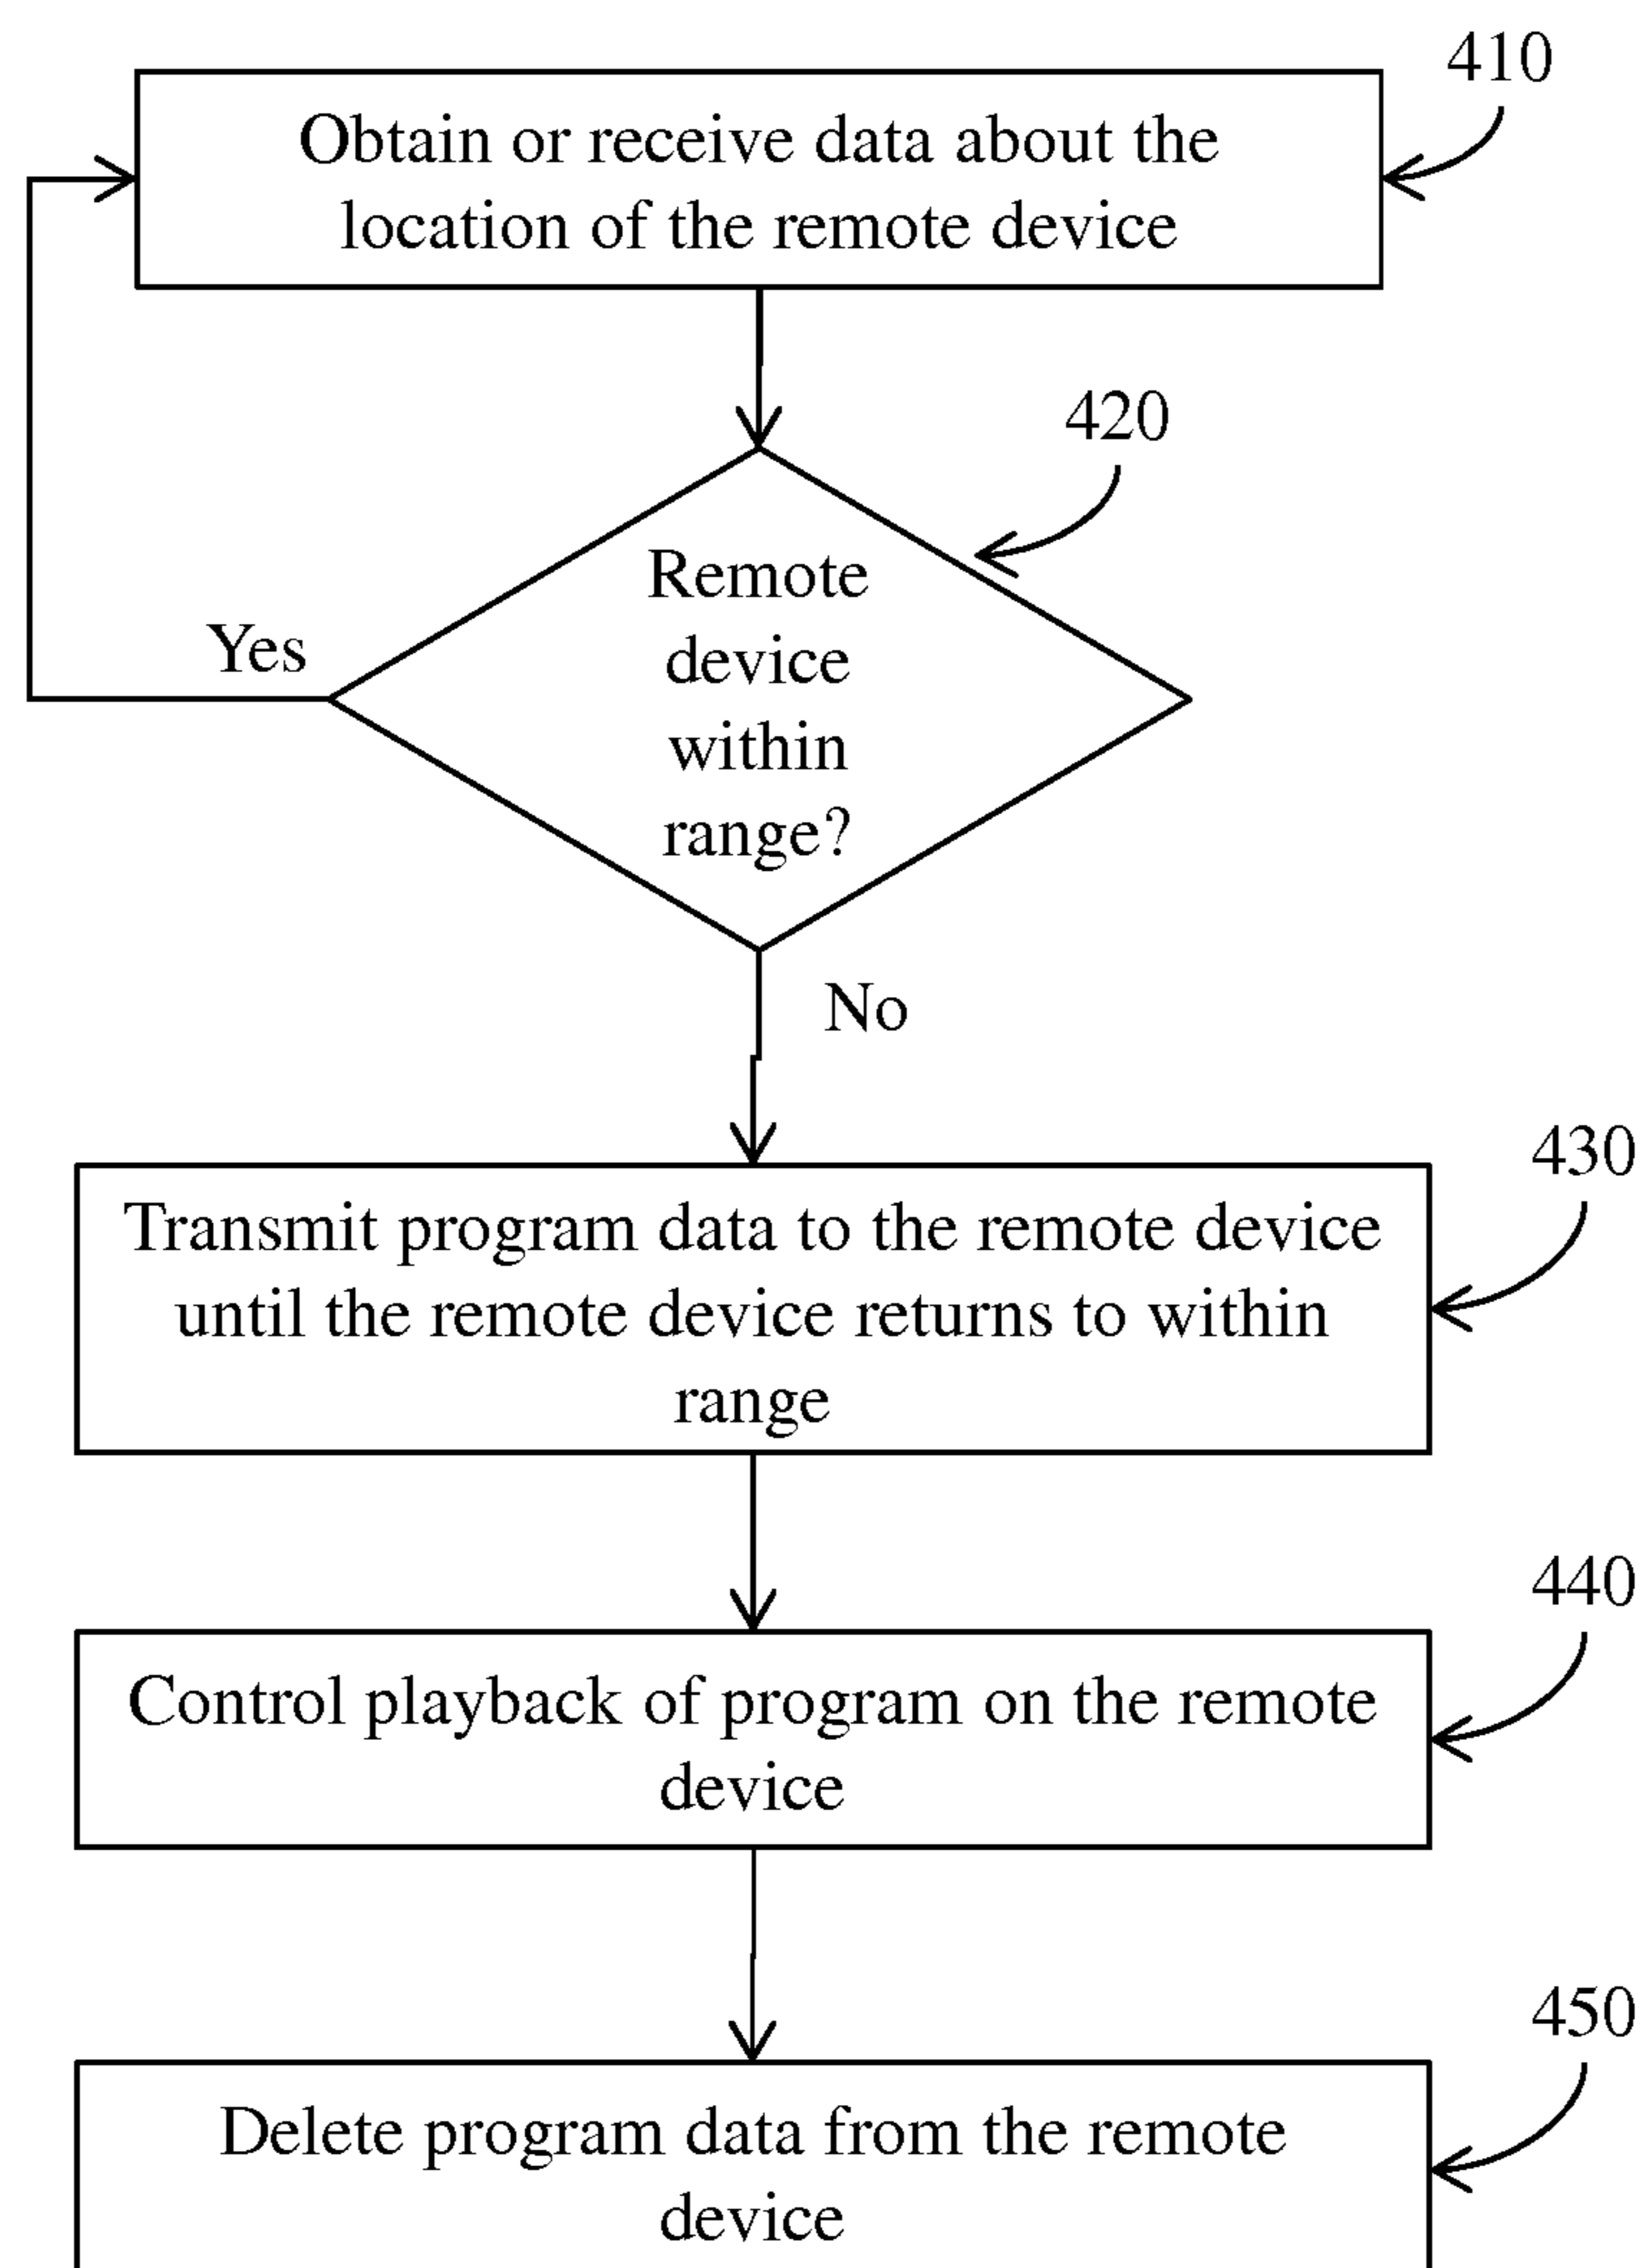 410
Obtain or receive data about the
location of the remote device
420
Remote
device
within
range?
Yes
No
430
Transmit program data to the remote device
until the remote device returns to within
range
440
Control playback of program on the remote
device
450
Delete program data from the remote
device